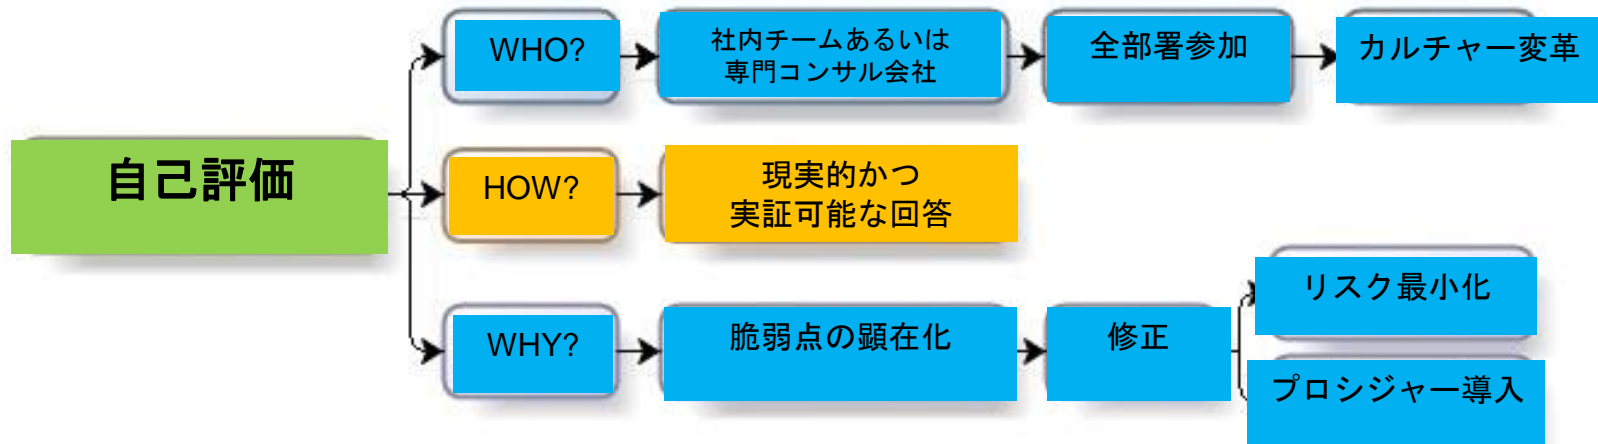 自己評価
WHO?
社内チームあるいは
専門コンサル会社
全部署参加
カルチャー変革
HOW?
現実的かつ
実証可能な回答
WHY?
脆弱点の顕在化
修正
リスク最小化
プロシジャー導入